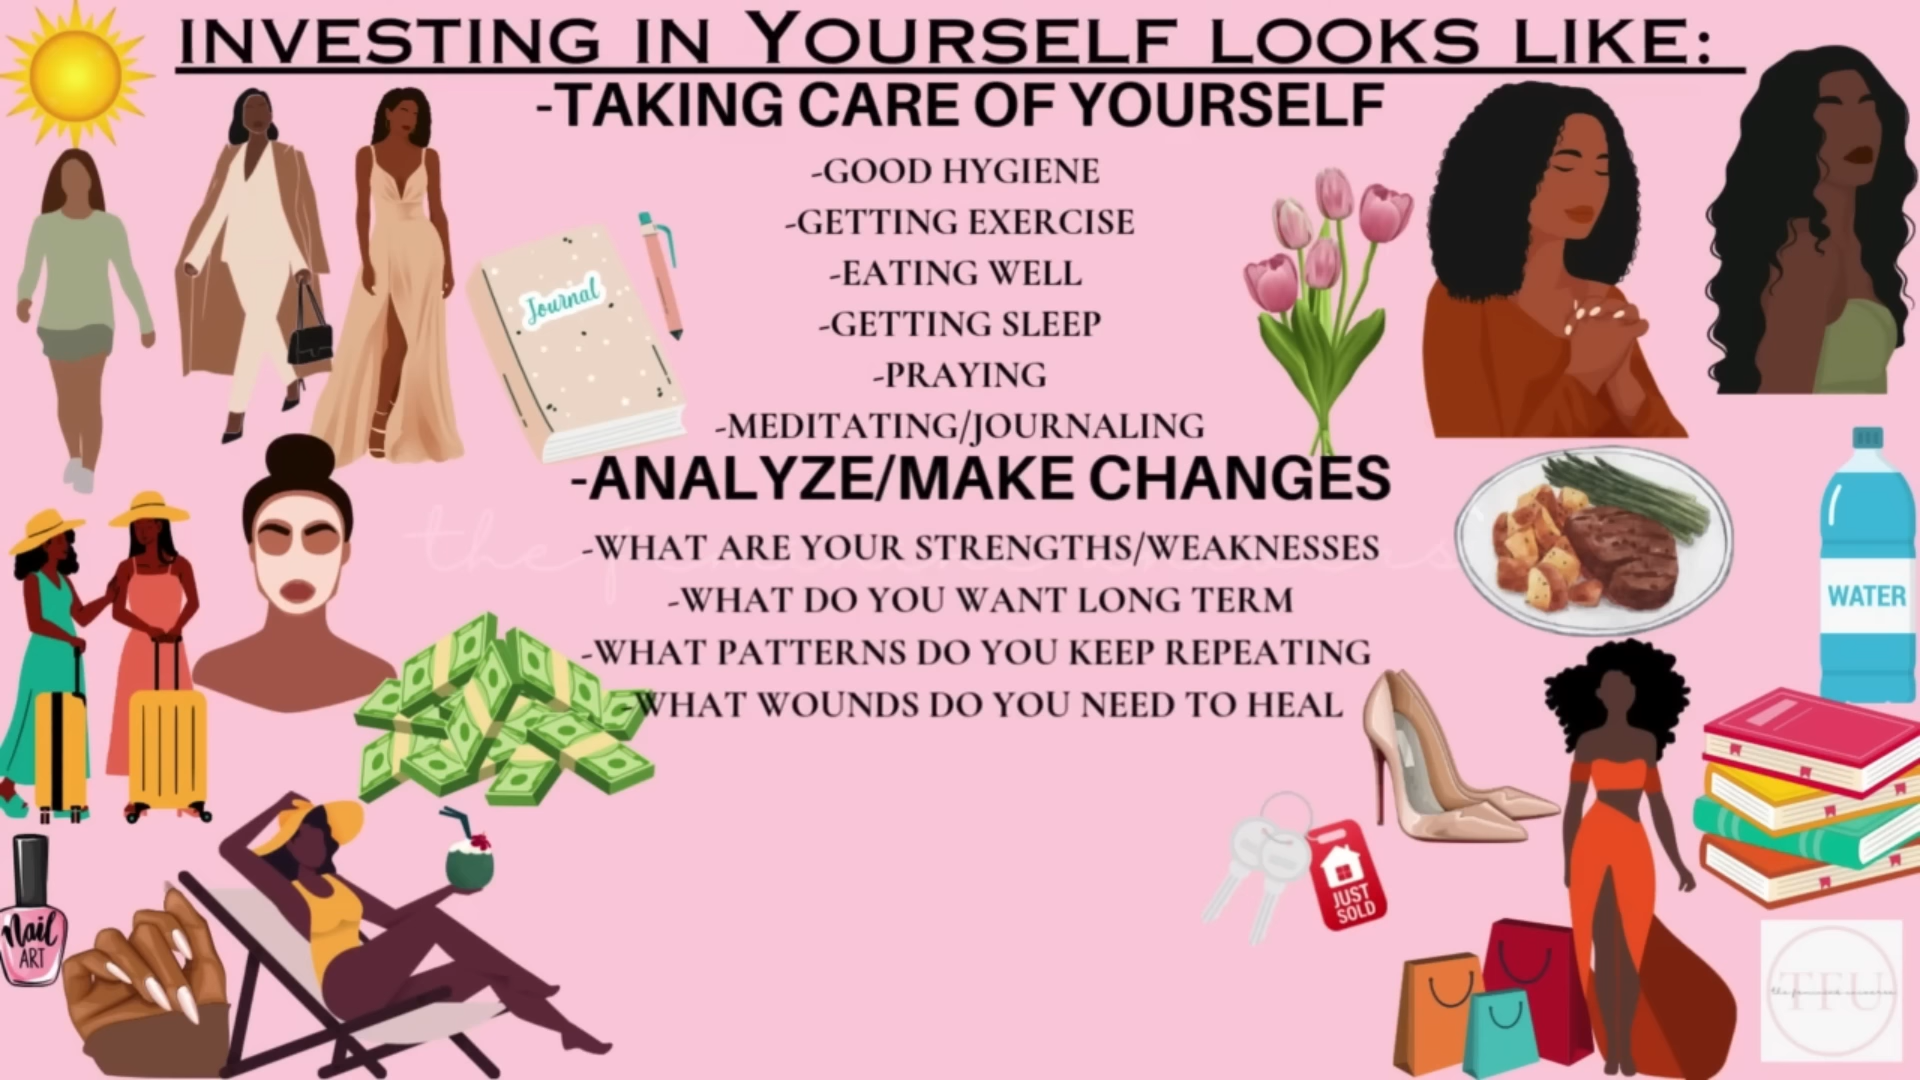 INVESTING IN YOURSELF LOOKS LIKE:
-TAKING CARE OF YOURSELF
-GOOD HYGIENE
-GETTING EXERCISE
-EATING WELL
-GETTING SLEEP
-PRAYING
-MEDITATING/JOURNALING
Journal
-ANALYZE/MAKE CHANGES
-WHAT ARE YOUR STRENGTHS/WEAKNESSES
-WHAT DO YOU WANT LONG TERM
-WHAT PATTERNS DO YOU KEEP REPEATING
-WHAT WOUNDS DO YOU NEED TO HEAL
WATER
JUST
SOLD
Nail
ART
TFU